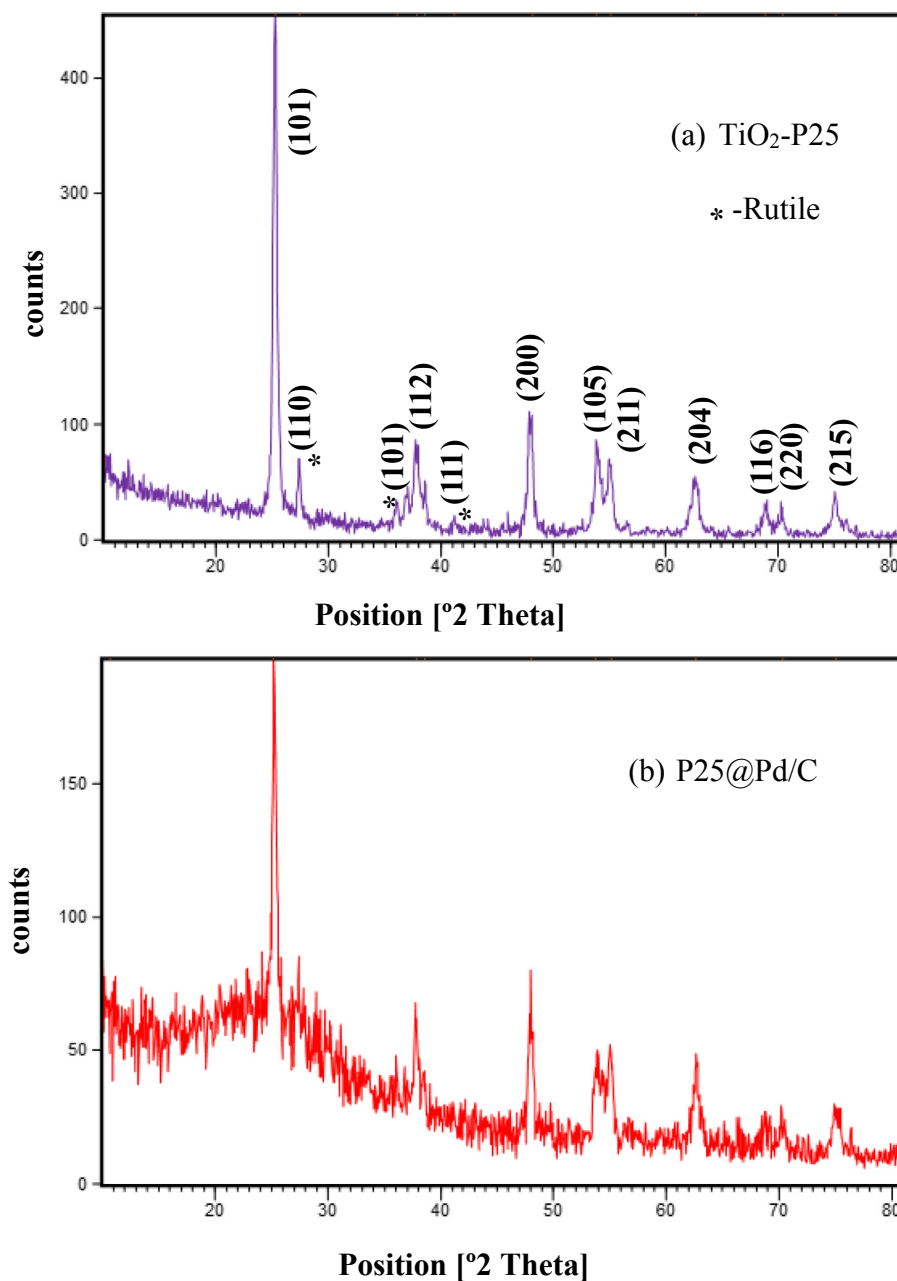 400
300
200
100
0
counts
(a) TiO₂-P25
* -Rutile
(101)
(110)
*
*
(101)
(112)
(111)
*
(200)
(105)
(211)
(204)
(116)
(220)
(215)
20 30 40 50 60 70 80
Position [º2 Theta]
150
100
50
0
counts
(b) P25@Pd/C
20 30 40 50 60 70 80
Position [º2 Theta]